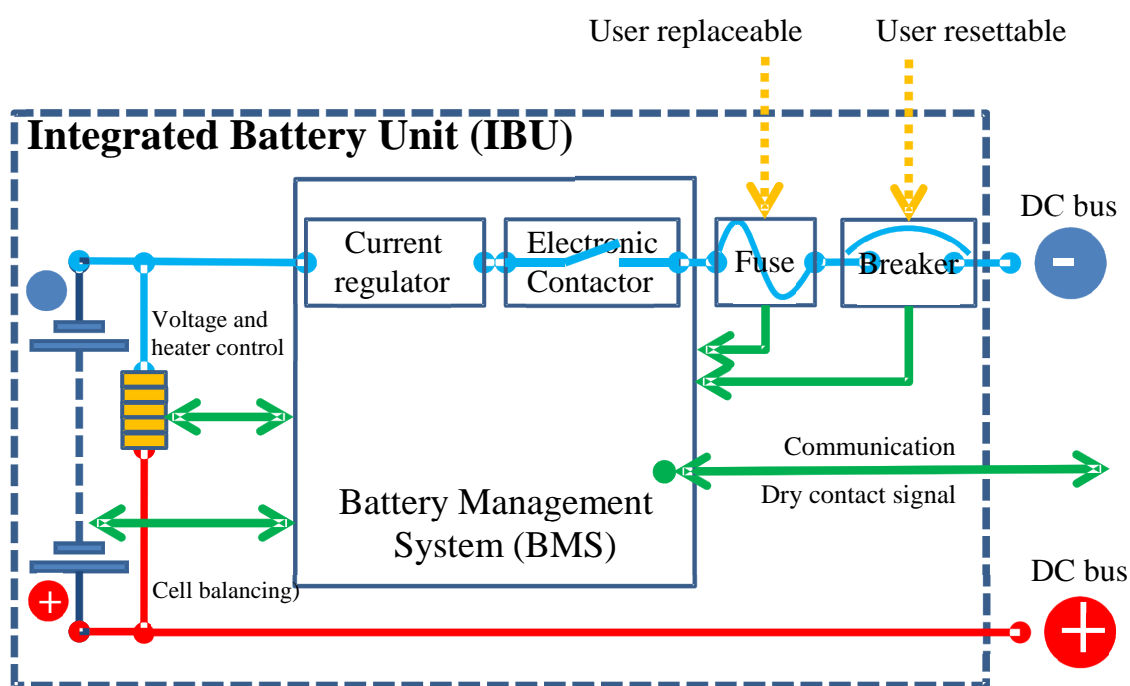 User replaceable
User resettable
Integrated Battery Unit (IBU)
DC bus
-
Current
regulator
Electronic
Contactor
Fuse
Breaker
Voltage and
heater control
Communication
Dry contact signal
Battery Management
System (BMS)
Cell balancing)
+
DC bus
+